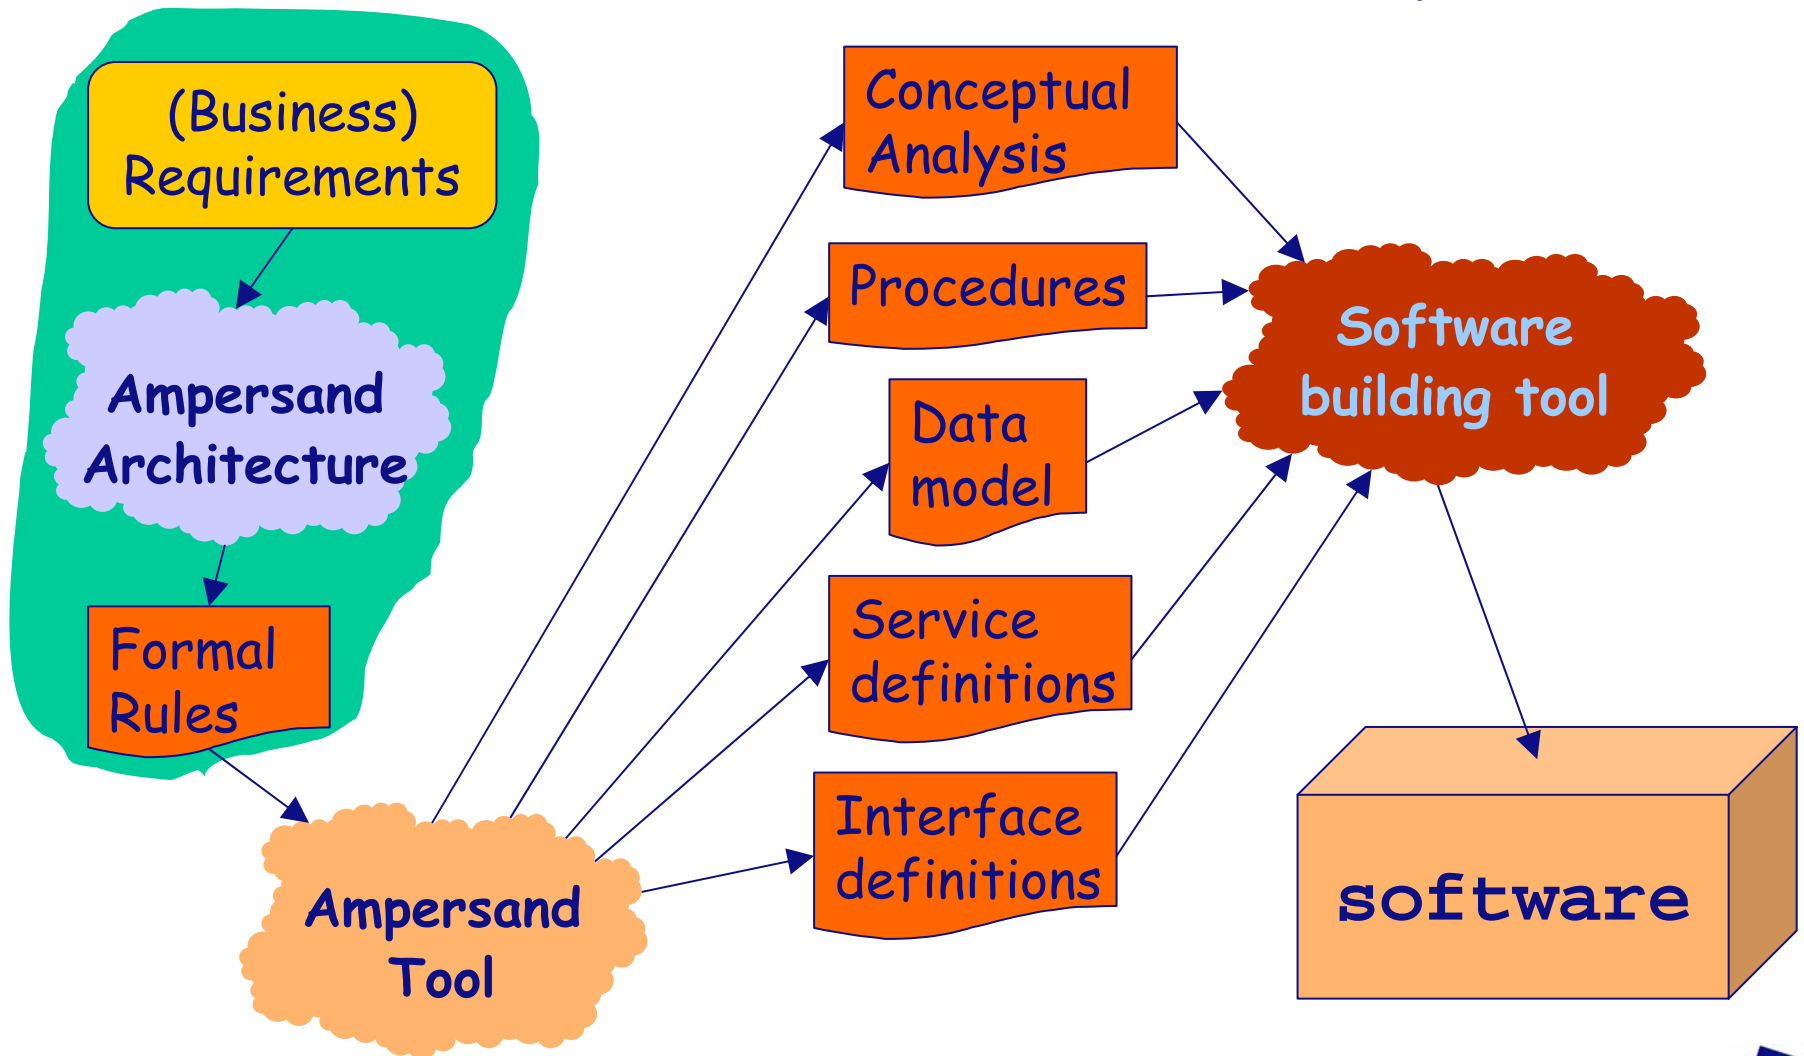 (Business)
Requirements
Ampersand
Architecture
Formal
Rules
Ampersand
Tool
Conceptual
Analysis
Procedures
Data
model
Service
definitions
Interface
definitions
Software
building tool
software